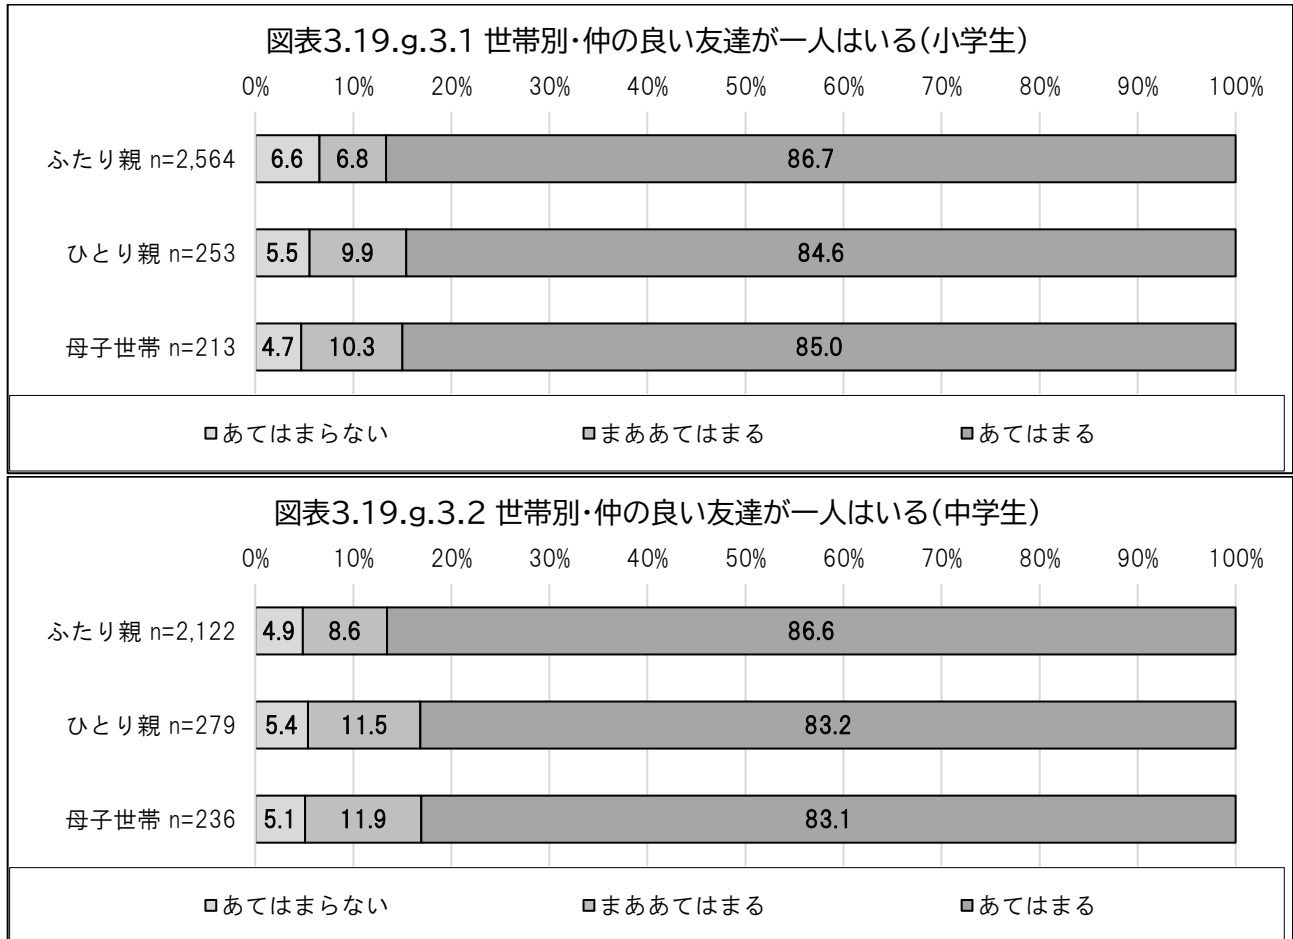 図表3.19.g.3.1 世帯別・仲の良い友達が一人はいる(小学生)
0% 10% 20% 30% 40% 50% 60% 70% 80% 90% 100%
ふたり親 n=2,564 6.6 6.8 86.7
ひとり親 n=253 5.5 9.9 84.6
母子世帯 n=213 4.7 10.3 85.0
あてはまらない まああてはまる あてはまる
図表3.19.g.3.2 世帯別・仲の良い友達が一人はいる(中学生)
0% 10% 20% 30% 40% 50% 60% 70% 80% 90% 100%
ふたり親 n=2,122 4.9 8.6 86.6
ひとり親 n=279 5.4 11.5 83.2
母子世帯 n=236 5.1 11.9 83.1
あてはまらない まああてはまる あてはまる